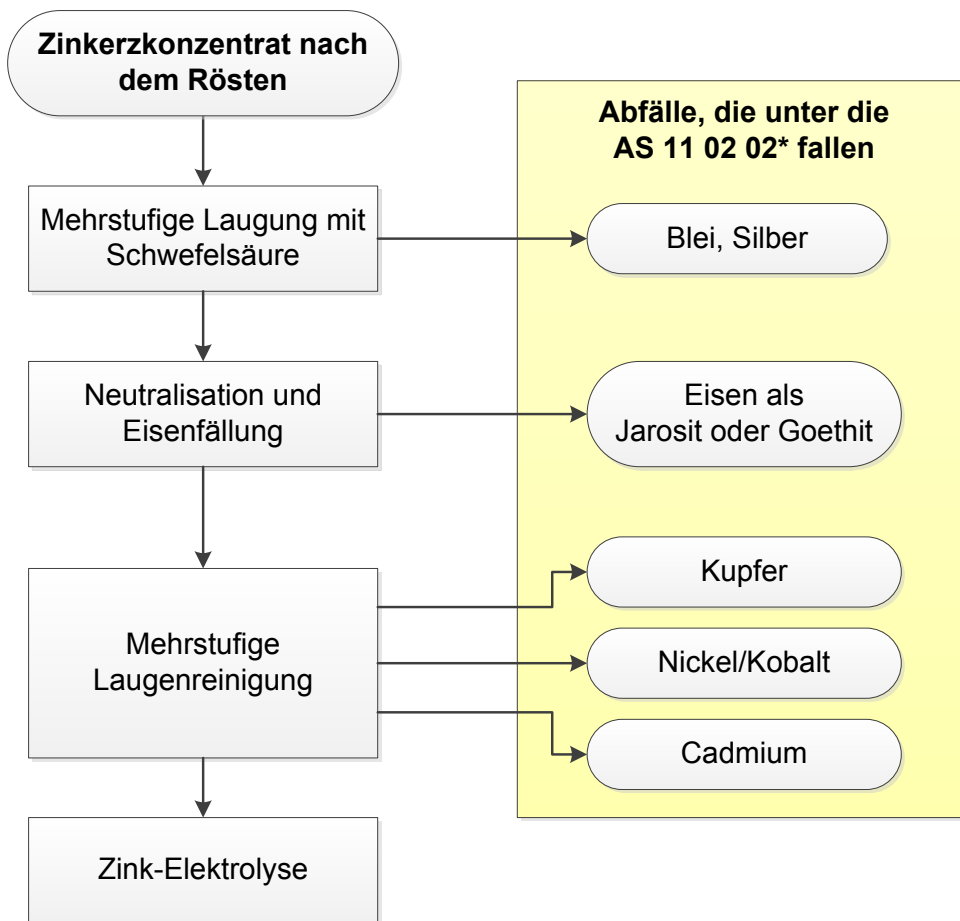 Zinkerzkonzentrat nach
dem Rösten
Abfälle, die unter die
AS 11 02 02* fallen
Mehrstufige Laugung mit
Schwefelsäure
Blei, Silber
Neutralisation und
Eisenfällung
Eisen als
Jarosit oder Goethit
Mehrstufige
Laugenreinigung
Kupfer
Nickel/Kobalt
Cadmium
Zink-Elektrolyse